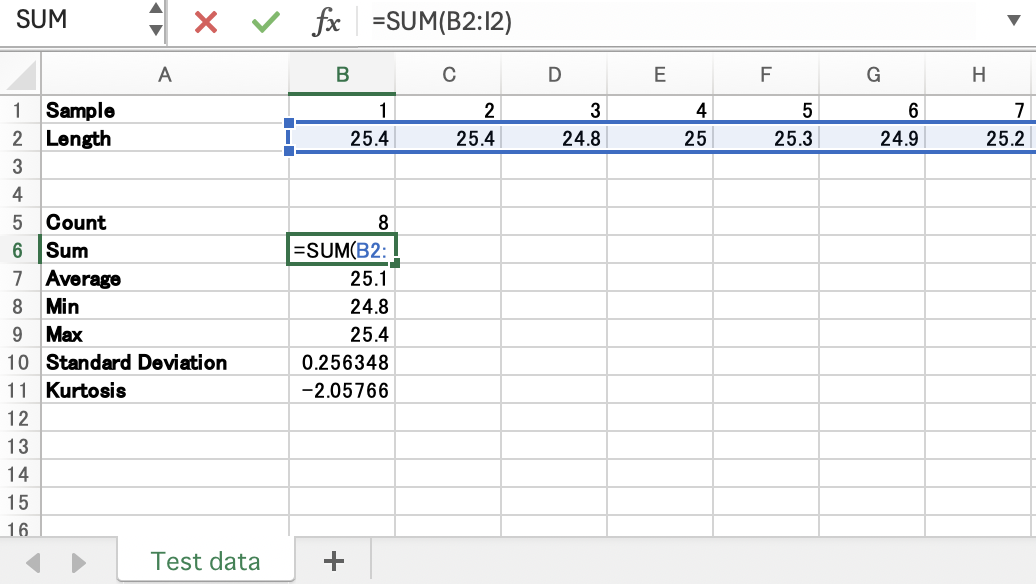 SUM fx =SUM(B2:I2)
A B C D E F G H
1 Sample 1 2 3 4 5 6 7
2 Length 25.4 25.4 24.8 25 25.3 24.9 25.2
3
4
5 Count 8
6 Sum =SUM(B2:
7 Average 25.1
8 Min 24.8
9 Max 25.4
10 Standard Deviation 0.256348
11 Kurtosis -2.05766
12
13
14
15
16
Test data +